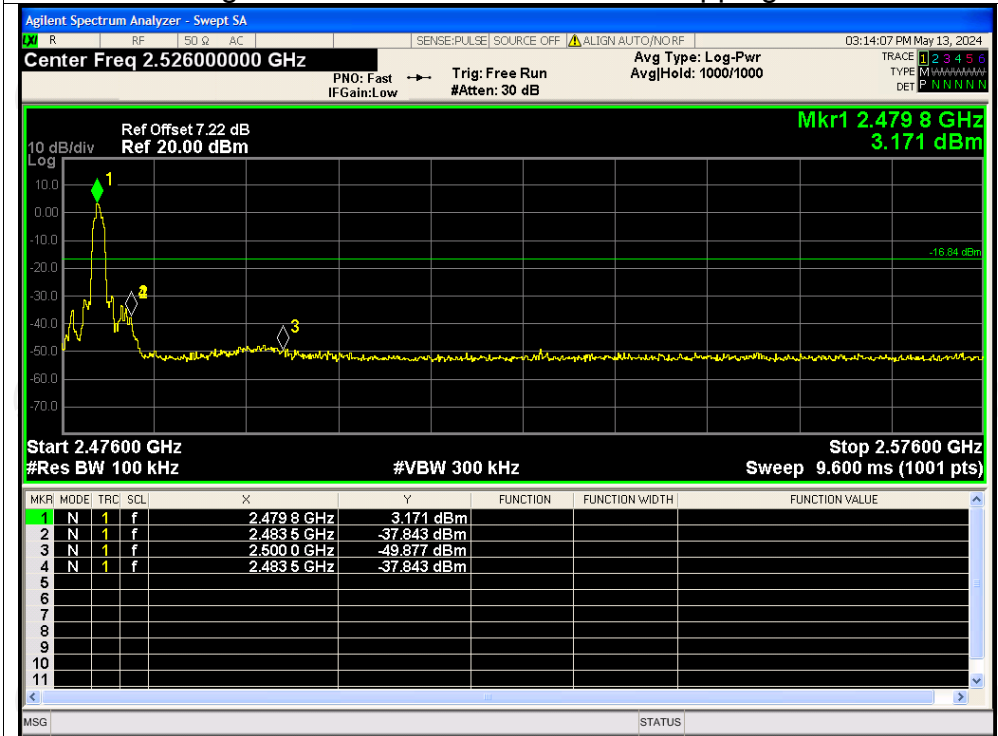 Agilent Spectrum Analyzer - Swept SA
LXI R RF 50 Ω AC SENSE:PULSE SOURCE OFF ALIGN AUTO/NO RF 03:14:07 PM May 13, 2024
Center Freq 2.526000000 GHz
PNO: Fast
IFGain:Low
Trig: Free Run
#Atten: 30 dB
Avg Type: Log-Pwr
Avg|Hold: 1000/1000
TRACE 1 2 3 4 5 6
TYPE M
DET P N N N N N
Mkr1 2.479 8 GHz
3.171 dBm
Ref Offset 7.22 dB
10 dB/div Ref 20.00 dBm
Log
10.0
0.00
-10.0
-20.0
-30.0
-40.0
-50.0
-60.0
-70.0
1
3
-16.84 dBm
Start 2.47600 GHz Stop 2.57600 GHz
#Res BW 100 kHz #VBW 300 kHz Sweep 9.600 ms (1001 pts)
MKR MODE TRC SCL X Y FUNCTION FUNCTION WIDTH FUNCTION VALUE
1 N 1 f 2.479 8 GHz 3.171 dBm
2 N 1 f 2.483 5 GHz -37.843 dBm
3 N 1 f 2.500 0 GHz -49.877 dBm
4 N 1 f 2.483 5 GHz -37.843 dBm
5
6
7
8
9
10
11
MSG STATUS